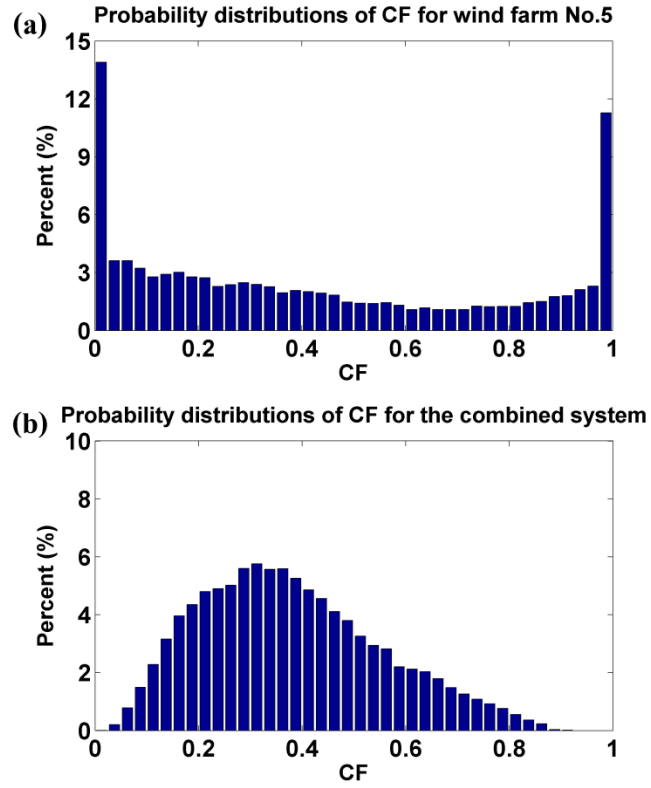 (a) Probability distributions of CF for wind farm No.5
15
12
9
6
3
0
Percent (%)
0 0.2 0.4 0.6 0.8 1
CF
(b) Probability distributions of CF for the combined system
10
8
6
4
2
0
Percent (%)
0 0.2 0.4 0.6 0.8 1
CF